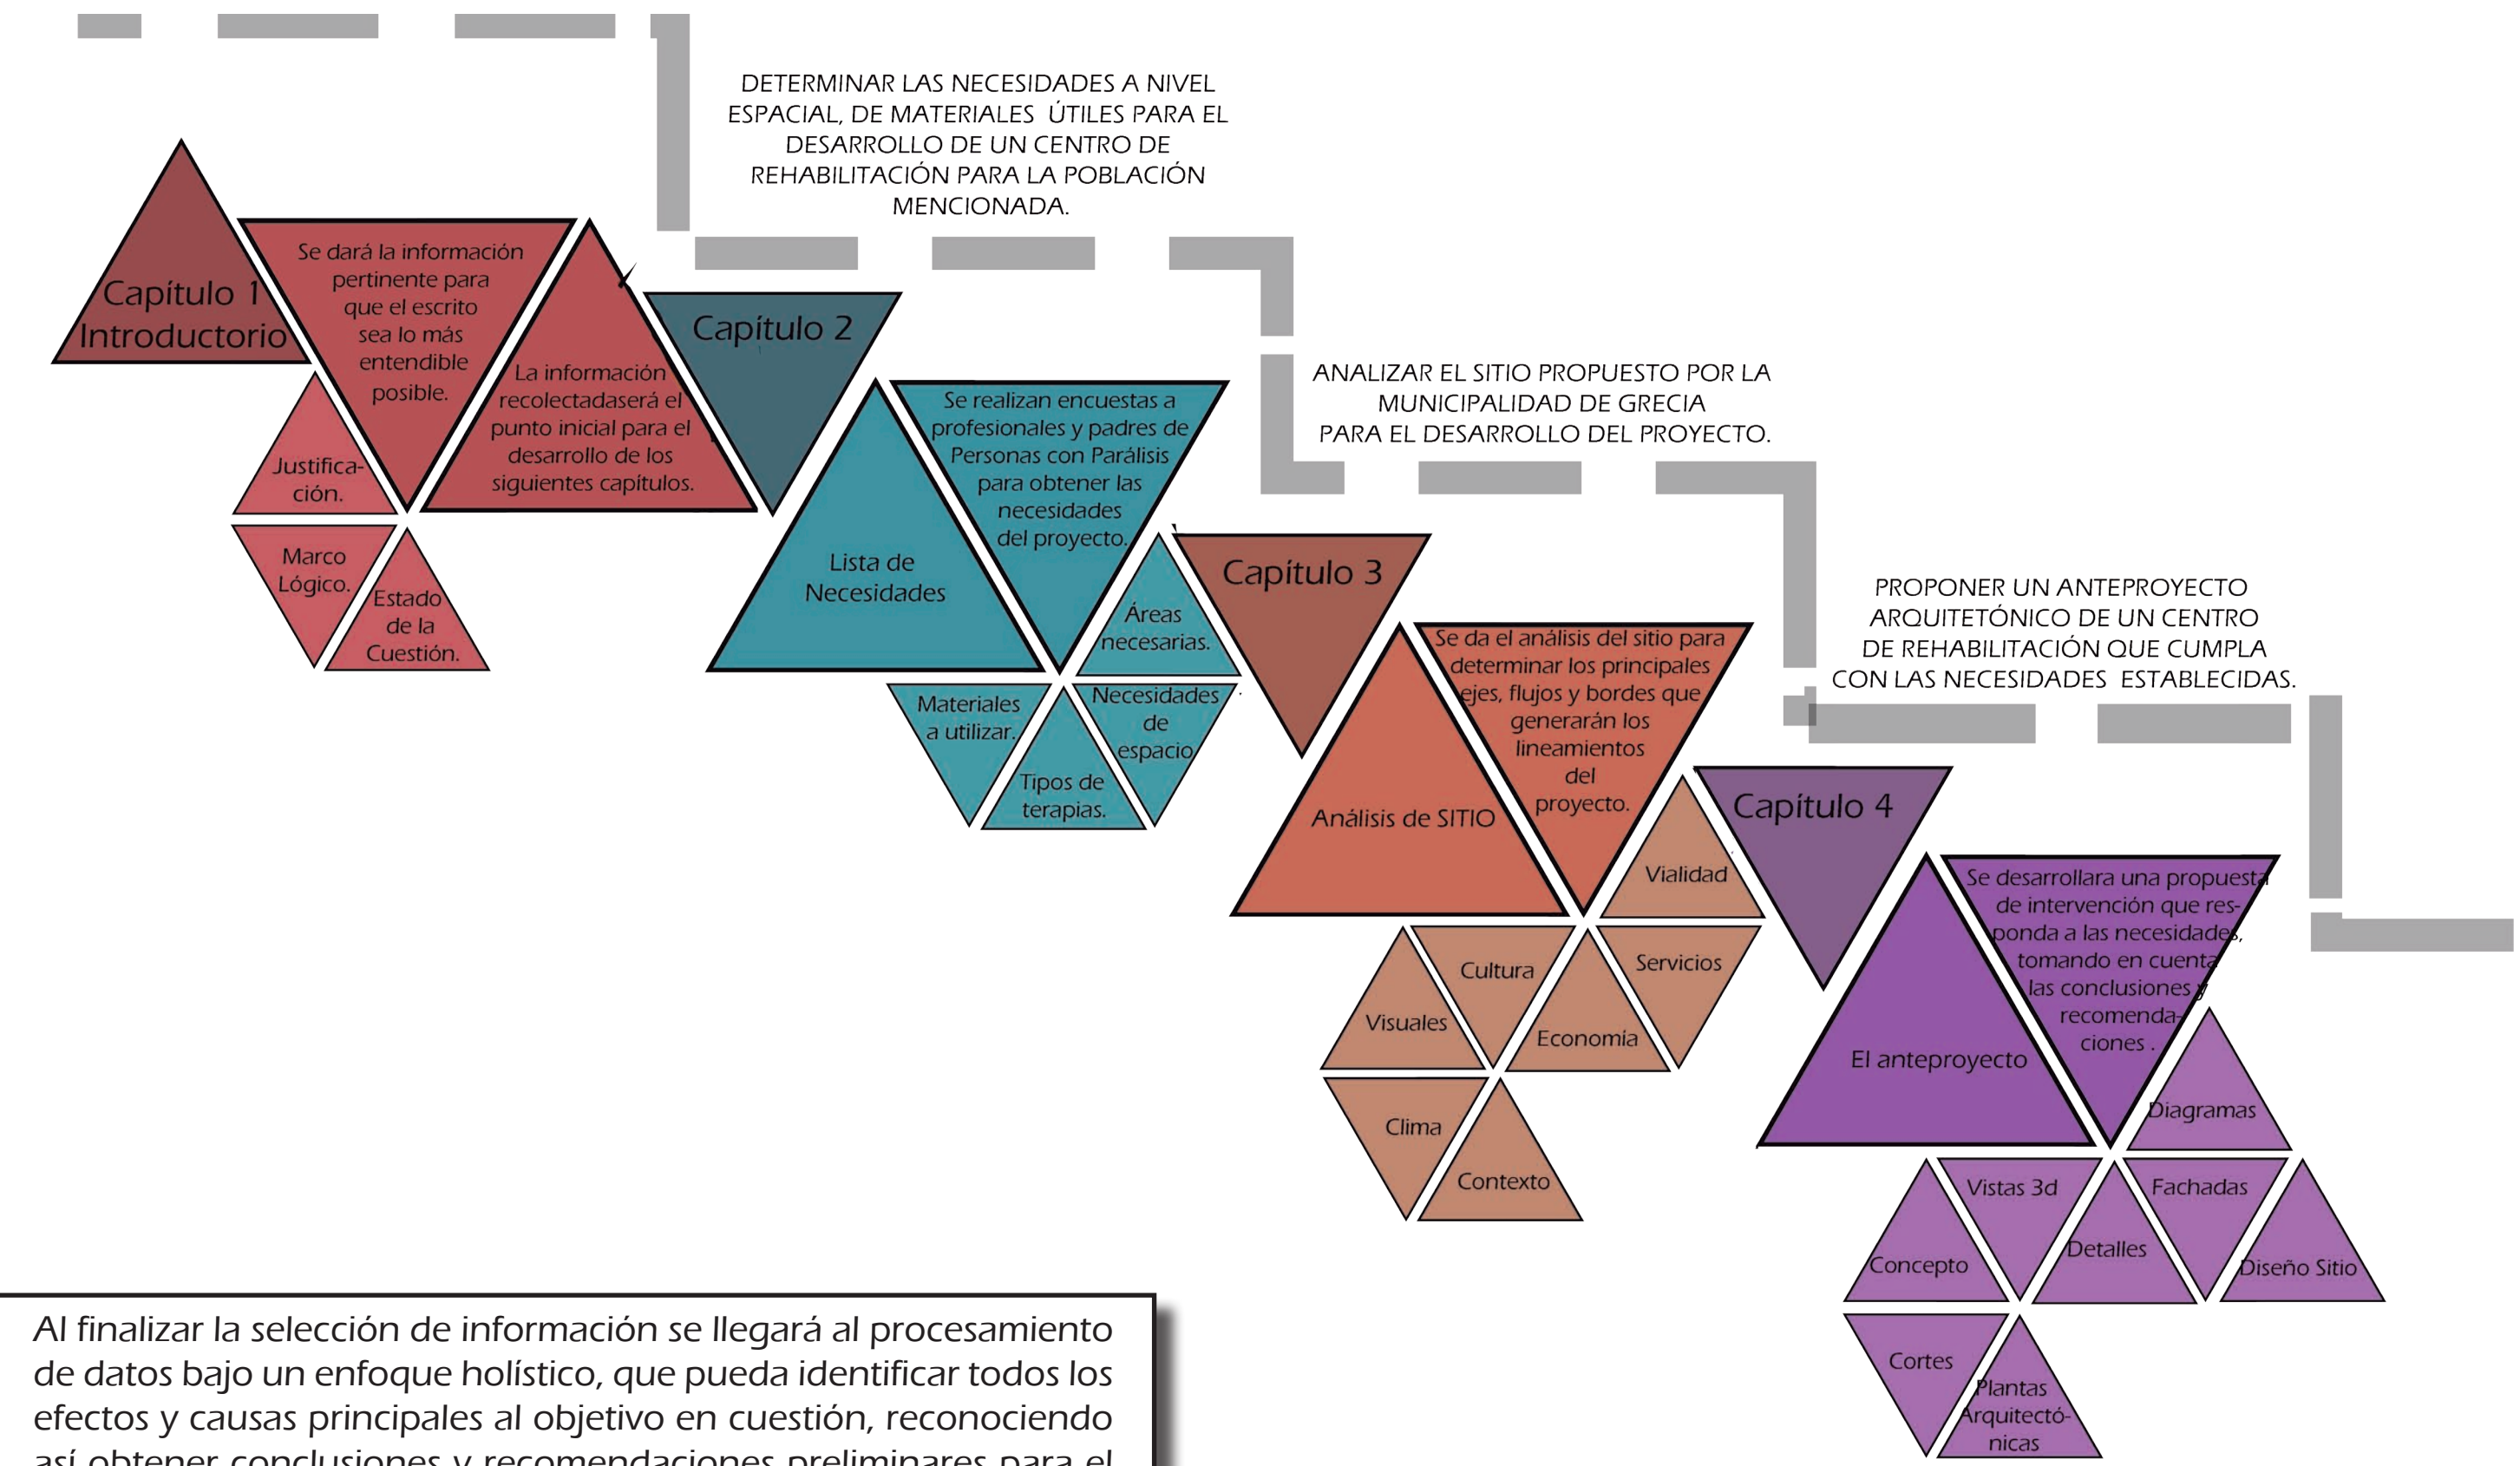 DETERMINAR LAS NECESIDADES A NIVEL
ESPACIAL, DE MATERIALES ÚTILES PARA EL
DESARROLLO DE UN CENTRO DE
REHABILITACIÓN PARA LA POBLACIÓN
MENCIONADA.
Capítulo 1
Introductorio
Se dará la información
pertinente para
que el escrito
sea lo más
entendible
posible.
La información
recolectadaserá el
punto inicial para el
desarrollo de los
siguientes capítulos.
Justifica-
ción.
Marco
Lógico.
Estado
de la
Cuestión.
Capítulo 2
Lista de
Necesidades
Se realizan encuestas a
profesionales y padres de
Personas con Parálisis
para obtener las
necesidades
del proyecto.
Áreas
necesarias.
Materiales
a utilizar.
Tipos de
terapias.
Necesidades
de
espacio
ANALIZAR EL SITIO PROPUESTO POR LA
MUNICIPALIDAD DE GRECIA
PARA EL DESARROLLO DEL PROYECTO.
Capítulo 3
Análisis de SITIO
Se da el análisis del sitio para
determinar los principales
ejes, flujos y bordes que
generarán los
lineamientos
del
proyecto.
Vialidad
Servicios
Cultura
Visuales
Economía
Clima
Contexto
PROPONER UN ANTEPROYECTO
ARQUITETÓNICO DE UN CENTRO
DE REHABILITACIÓN QUE CUMPLA
CON LAS NECESIDADES ESTABLECIDAS.
Capítulo 4
El anteproyecto
Se desarrollara una propuesta
de intervención que res-
ponda a las necesidades,
tomando en cuenta
las conclusiones y
recomenda-
ciones .
Diagramas
Vistas 3d
Fachadas
Concepto
Detalles
Diseño Sitio
Cortes
Plantas
Arquitectó-
nicas
Al finalizar la selección de información se llegará al procesamiento
de datos bajo un enfoque holístico, que pueda identificar todos los
efectos y causas principales al objetivo en cuestión, reconociendo
así obtener conclusiones y recomendaciones preliminares para el